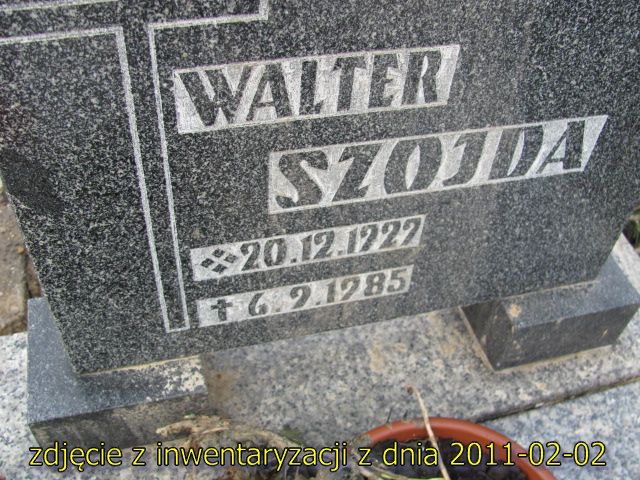 WALTER
SZOJDA
20.12.1927
✝ 6.9.1985
zdjęcie z inwentaryzacji z dnia 2011-02-02